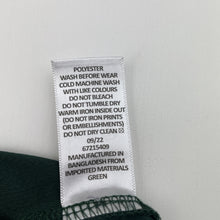 POLYESTER
WASH BEFORE WEAR
COLD MACHINE WASH
WITH LIKE COLOURS
DO NOT BLEACH
DO NOT TUMBLE DRY
WARM IRON INSIDE OUT
(DO NOT IRON PRINTS
OR EMBELLISHMENTS)
DO NOT DRY CLEAN
09/22
67215409
MANUFACTURED IN
BANGLADESH FROM
IMPORTED MATERIALS
GREEN